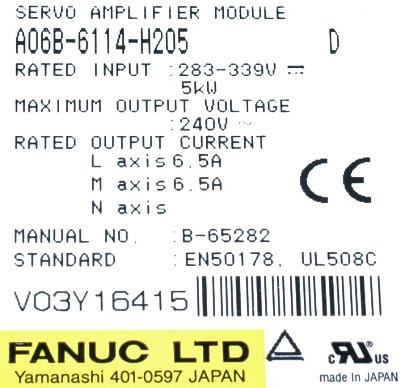 SERVO AMPLIFIER MODULE
A06B-6114-H205 D
RATED INPUT :283-339V ⎓
5kW
MAXIMUM OUTPUT VOLTAGE
:240V~
RATED OUTPUT CURRENT
L axis 6.5A
M axis 6.5A
N axis
CE
MANUAL NO. :B-65282
STANDARD :EN50178, UL508C
V03Y16415
FANUC LTD
Yamanashi 401-0597 JAPAN
c RU US
made in JAPAN